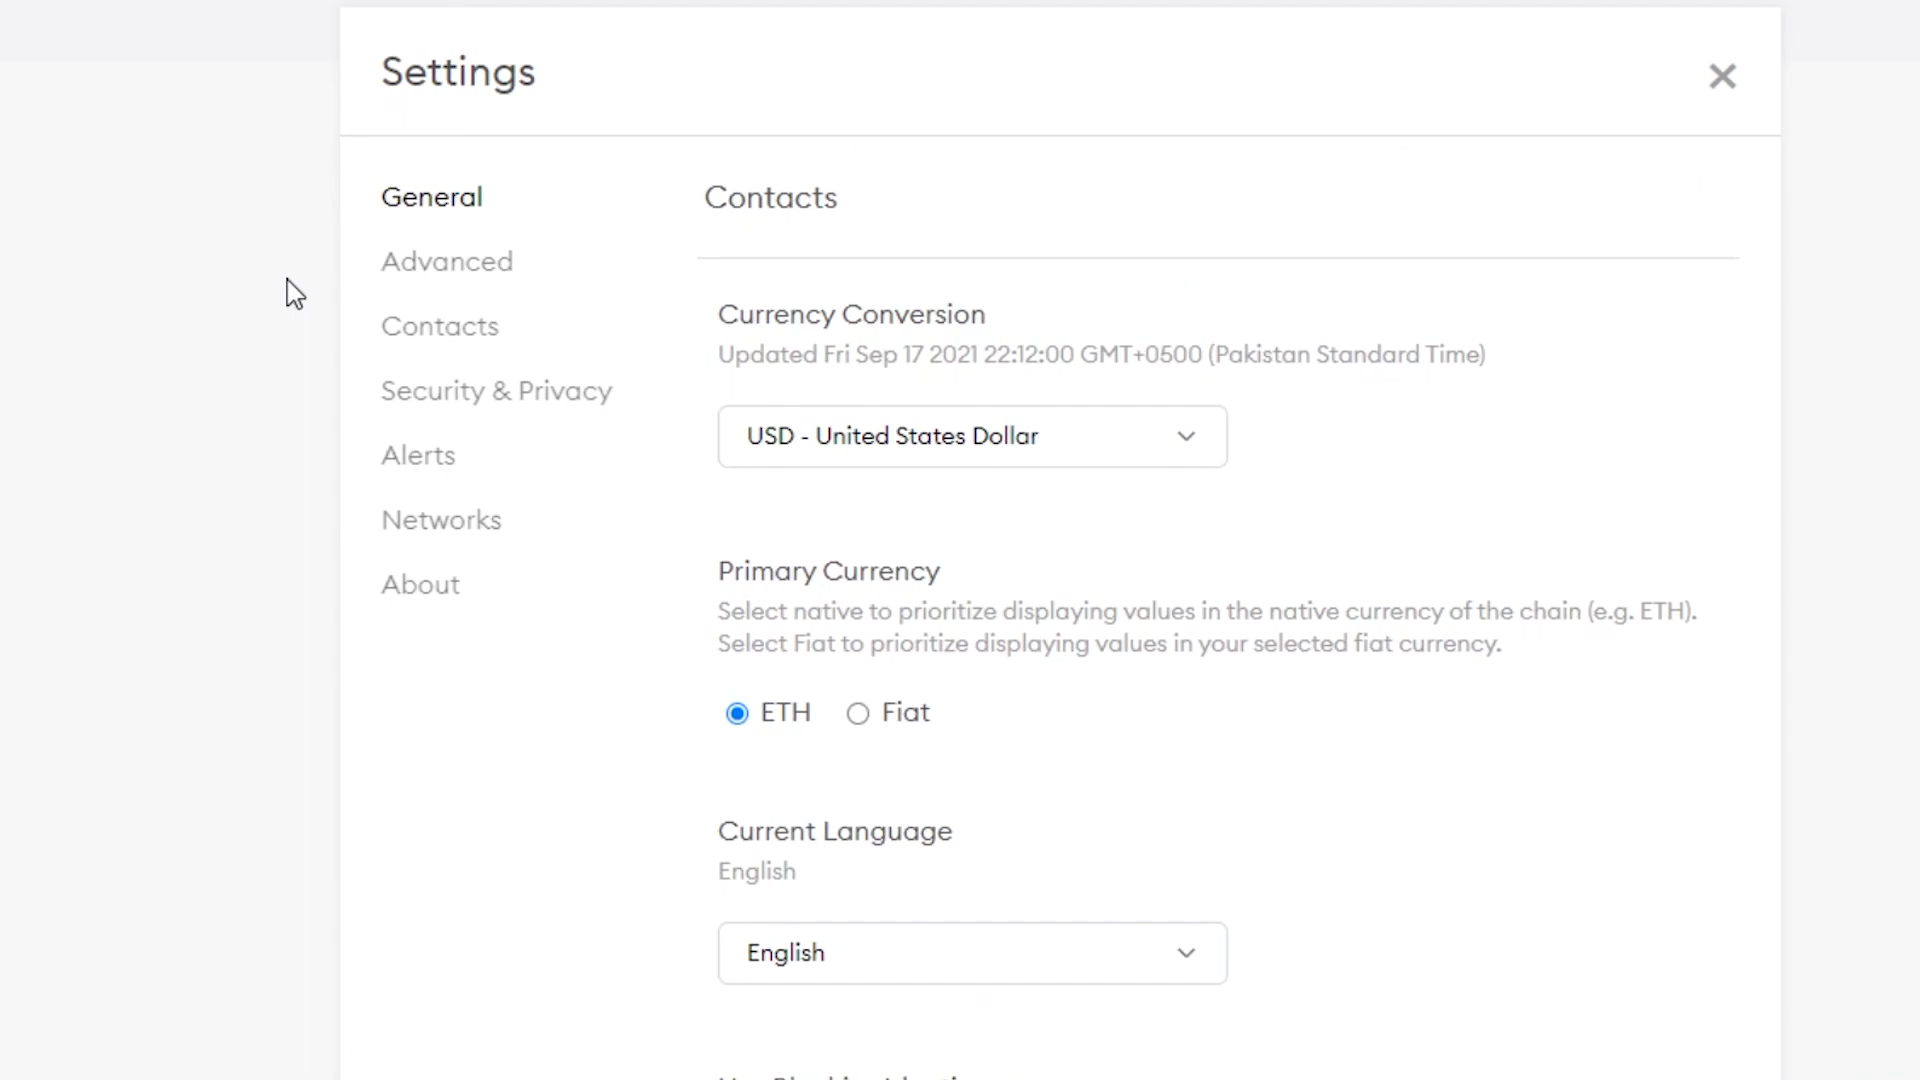 Settings
General
Advanced
Contacts
Security & Privacy
Alerts
Networks
About
Contacts
Currency Conversion
Updated Fri Sep 17 2021 22:12:00 GMT+0500 (Pakistan Standard Time)
USD - United States Dollar
Primary Currency
Select native to prioritize displaying values in the native currency of the chain (e.g. ETH).
Select Fiat to prioritize displaying values in your selected fiat currency.
ETH Fiat
Current Language
English
English